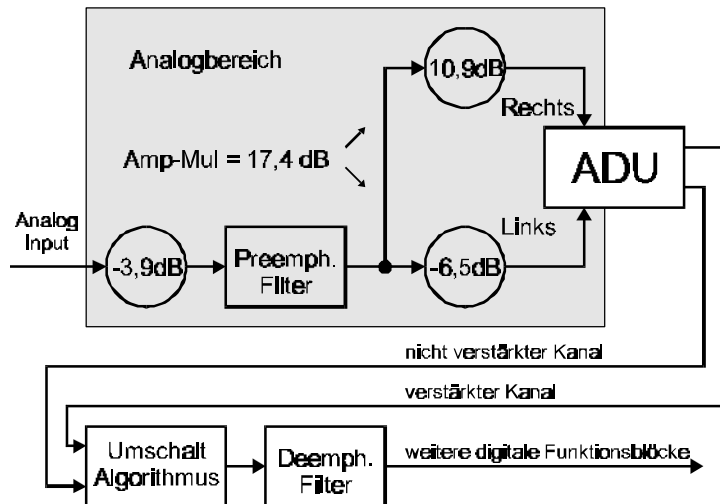 Analogbereich
10,9dB
Rechts
Amp-Mul = 17,4 dB
ADU
Analog
Input
-3,9dB
Preemph.
Filter
-6,5dB
Links
nicht verstärkter Kanal
verstärkter Kanal
Umschalt
Algorithmus
Deemph.
Filter
weitere digitale Funktionsblöcke